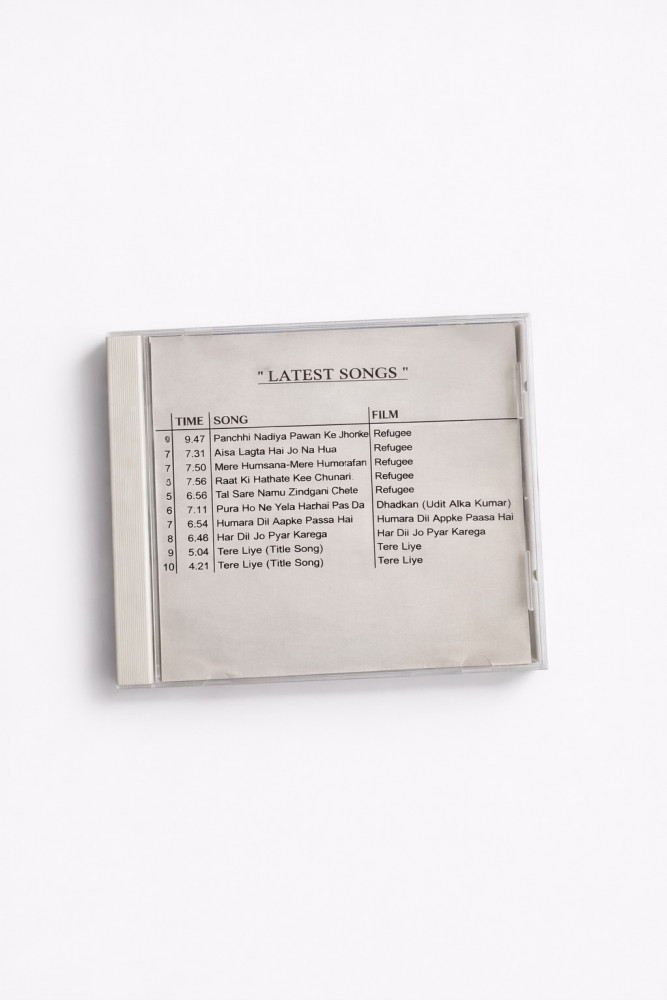 " LATEST SONGS "
TIME SONG FILM
9 9.47 Panchhi Nadiya Pawan Ke Jhonke Refugee
7 7.31 Aisa Lagta Hai Jo Na Hua Refugee
7 7.50 Mere Humsana-Mere Refugee
3 7.56 Raat Ki Hathate Kee Chunari. Refugee
5 6.56 Tal Sare Namu Zindgani Chete Refugee
6 7.11 Pura Ho Ne Yela Pas Da Dhadkan (Udit Alka Kumar)
7 6.54 Humara Dil Aapke Passa Hai Humara Dil Appke Paasa Hai
8 6.46 Har Dil Jo Pyar Karega Har Dil Jo Pyar Karega
9 5.04 Tere Liye (Title Song) Tere Liye
10 4.21 Tere Liye (Title Song) Tere Liye